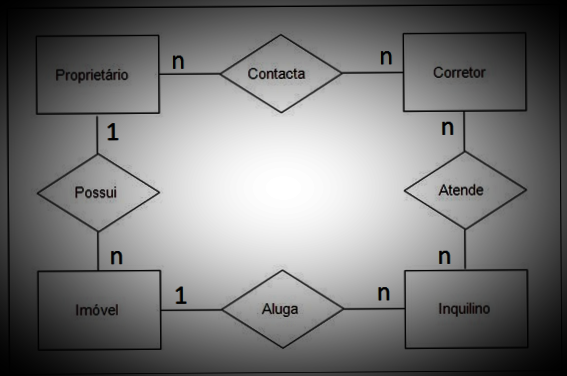 Proprietário n Contacta n Corretor
1 n
Possui Atende
n n
Imóvel 1 Aluga n Inquilino